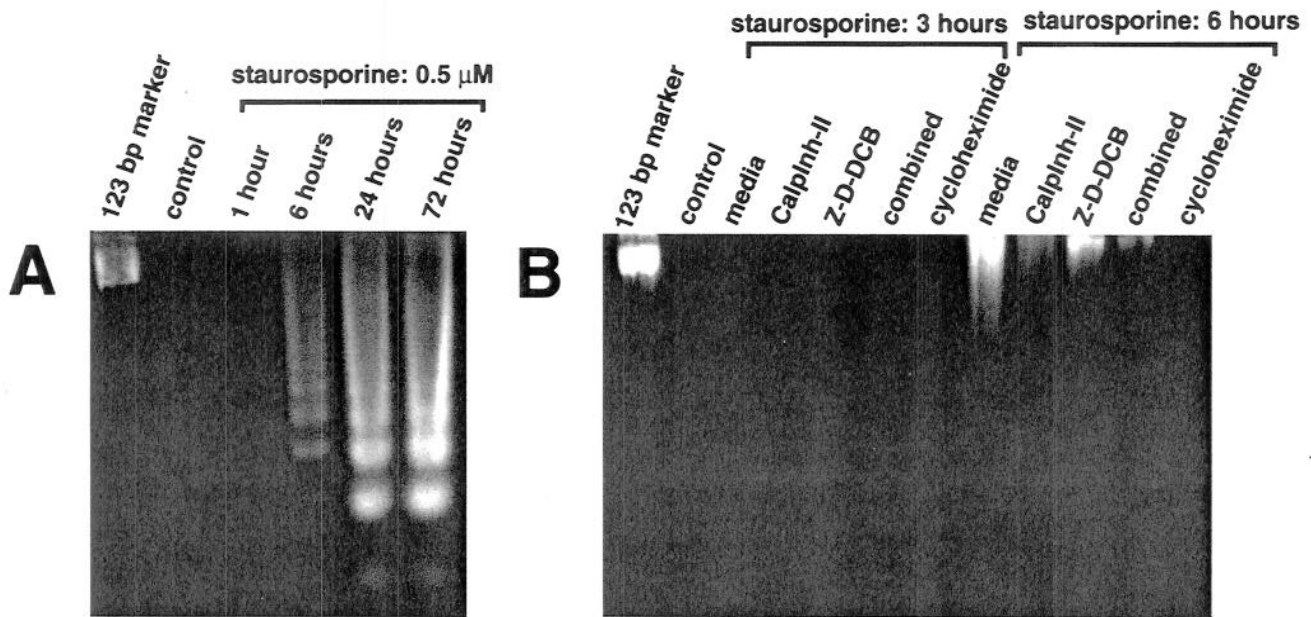 A
staurosporine: 0.5 µM
123 bp marker
control
1 hour
6 hours
24 hours
72 hours
B
staurosporine: 3 hours
staurosporine: 6 hours
123 bp marker
control
media
CalpInh-II
Z-D-DCB
combined
cycloheximide
media
CalpInh-II
Z-D-DCB
combined
cycloheximide